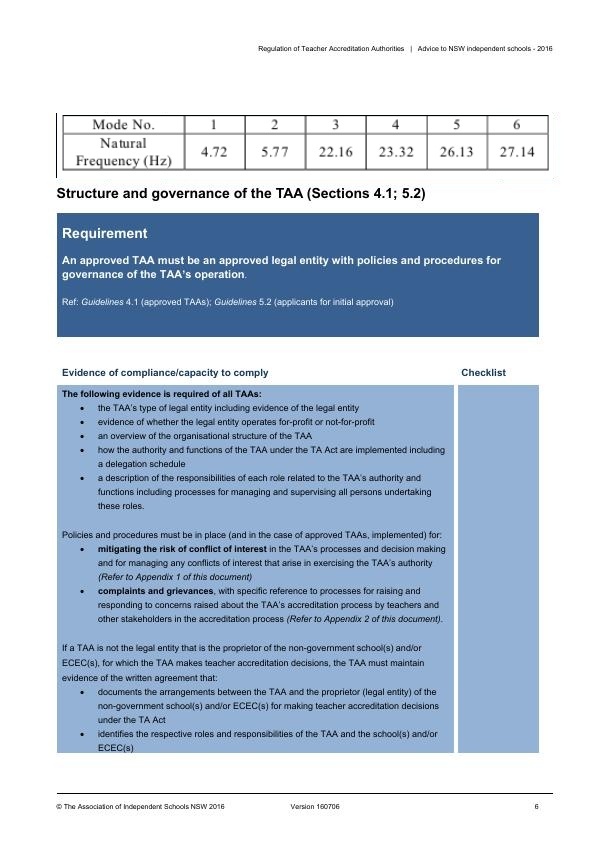 Regulation of Teacher Accreditation Authorities | Advice to NSW independent schools - 2016
Mode No. 1 2 3 4 5 6
Natural
Frequency (Hz) 4.72 5.77 22.16 23.32 26.13 27.14
Structure and governance of the TAA (Sections 4.1; 5.2)
Requirement
An approved TAA must be an approved legal entity with policies and procedures for
governance of the TAA's operation.
Ref: Guidelines 4.1 (approved TAAs); Guidelines 5.2 (applicants for initial approval)
Evidence of compliance/capacity to comply Checklist
The following evidence is required of all TAAs:
• the TAA's type of legal entity including evidence of the legal entity
• evidence of whether the legal entity operates for-profit or not-for-profit
• an overview of the organisational structure of the TAA
• how the authority and functions of the TAA under the TA Act are implemented including
a delegation schedule
• a description of the responsibilities of each role related to the TAA's authority and
functions including processes for managing and supervising all persons undertaking
these roles.
Policies and procedures must be in place (and in the case of approved TAAs, implemented) for:
• mitigating the risk of conflict of interest in the TAA's processes and decision making
and for managing any conflicts of interest that arise in exercising the TAA's authority
(Refer to Appendix 1 of this document)
• complaints and grievances, with specific reference to processes for raising and
responding to concerns raised about the TAA's accreditation process by teachers and
other stakeholders in the accreditation process (Refer to Appendix 2 of this document).
If a TAA is not the legal entity that is the proprietor of the non-government school(s) and/or
ECEC(s), for which the TAA makes teacher accreditation decisions, the TAA must maintain
evidence of the written agreement that:
• documents the arrangements between the TAA and the proprietor (legal entity) of the
non-government school(s) and/or ECEC(s) for making teacher accreditation decisions
under the TA Act
• identifies the respective roles and responsibilities of the TAA and the school(s) and/or
ECEC(s)
© The Association of Independent Schools NSW 2016 Version 160706 6